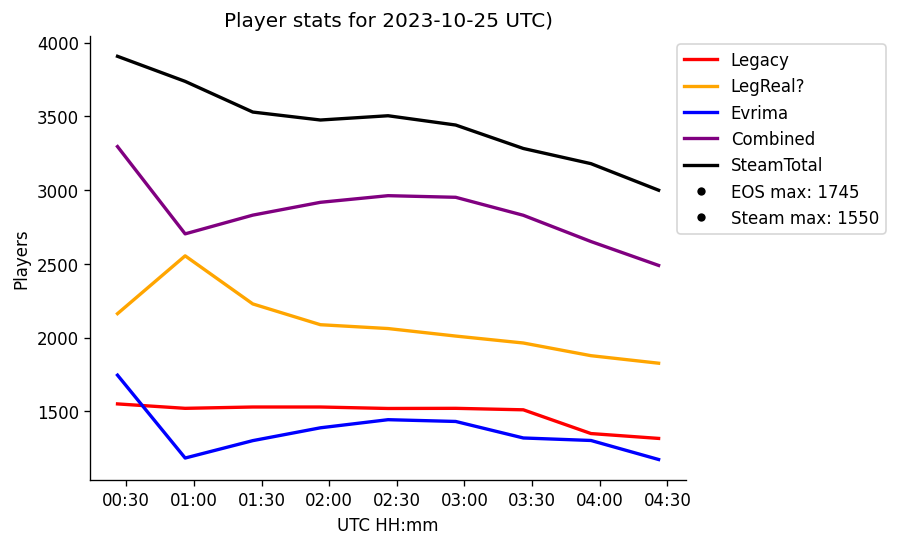 Player stats for 2023-10-25 UTC)
4000
3500
3000
2500
2000
1500
Players
00:30 01:00 01:30 02:00 02:30 03:00 03:30 04:00 04:30
UTC HH:mm
Legacy
LegReal?
Evrima
Combined
SteamTotal
EOS max: 1745
Steam max: 1550